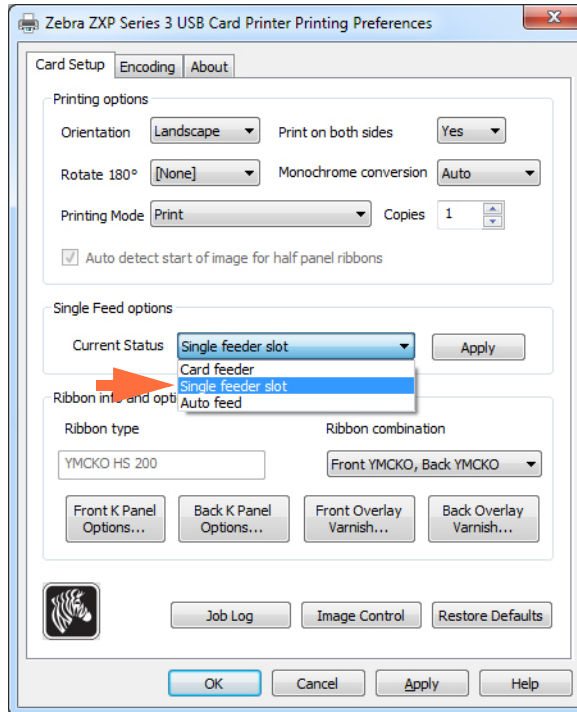 Zebra ZXP Series 3 USB Card Printer Printing Preferences
Card Setup Encoding About
Printing options
Orientation Landscape Print on both sides Yes
Rotate 180° [None] Monochrome conversion Auto
Printing Mode Print Copies 1
Auto detect start of image for half panel ribbons
Single Feed options
Current Status Single feeder slot Apply
Card feeder
Single feeder slot
Auto feed
Ribbon info and opti
Ribbon type Ribbon combination
YMCKO HS 200 Front YMCKO, Back YMCKO
Front K Panel Back K Panel Front Overlay Back Overlay
Options... Options... Varnish... Varnish...
Job Log Image Control Restore Defaults
OK Cancel Apply Help